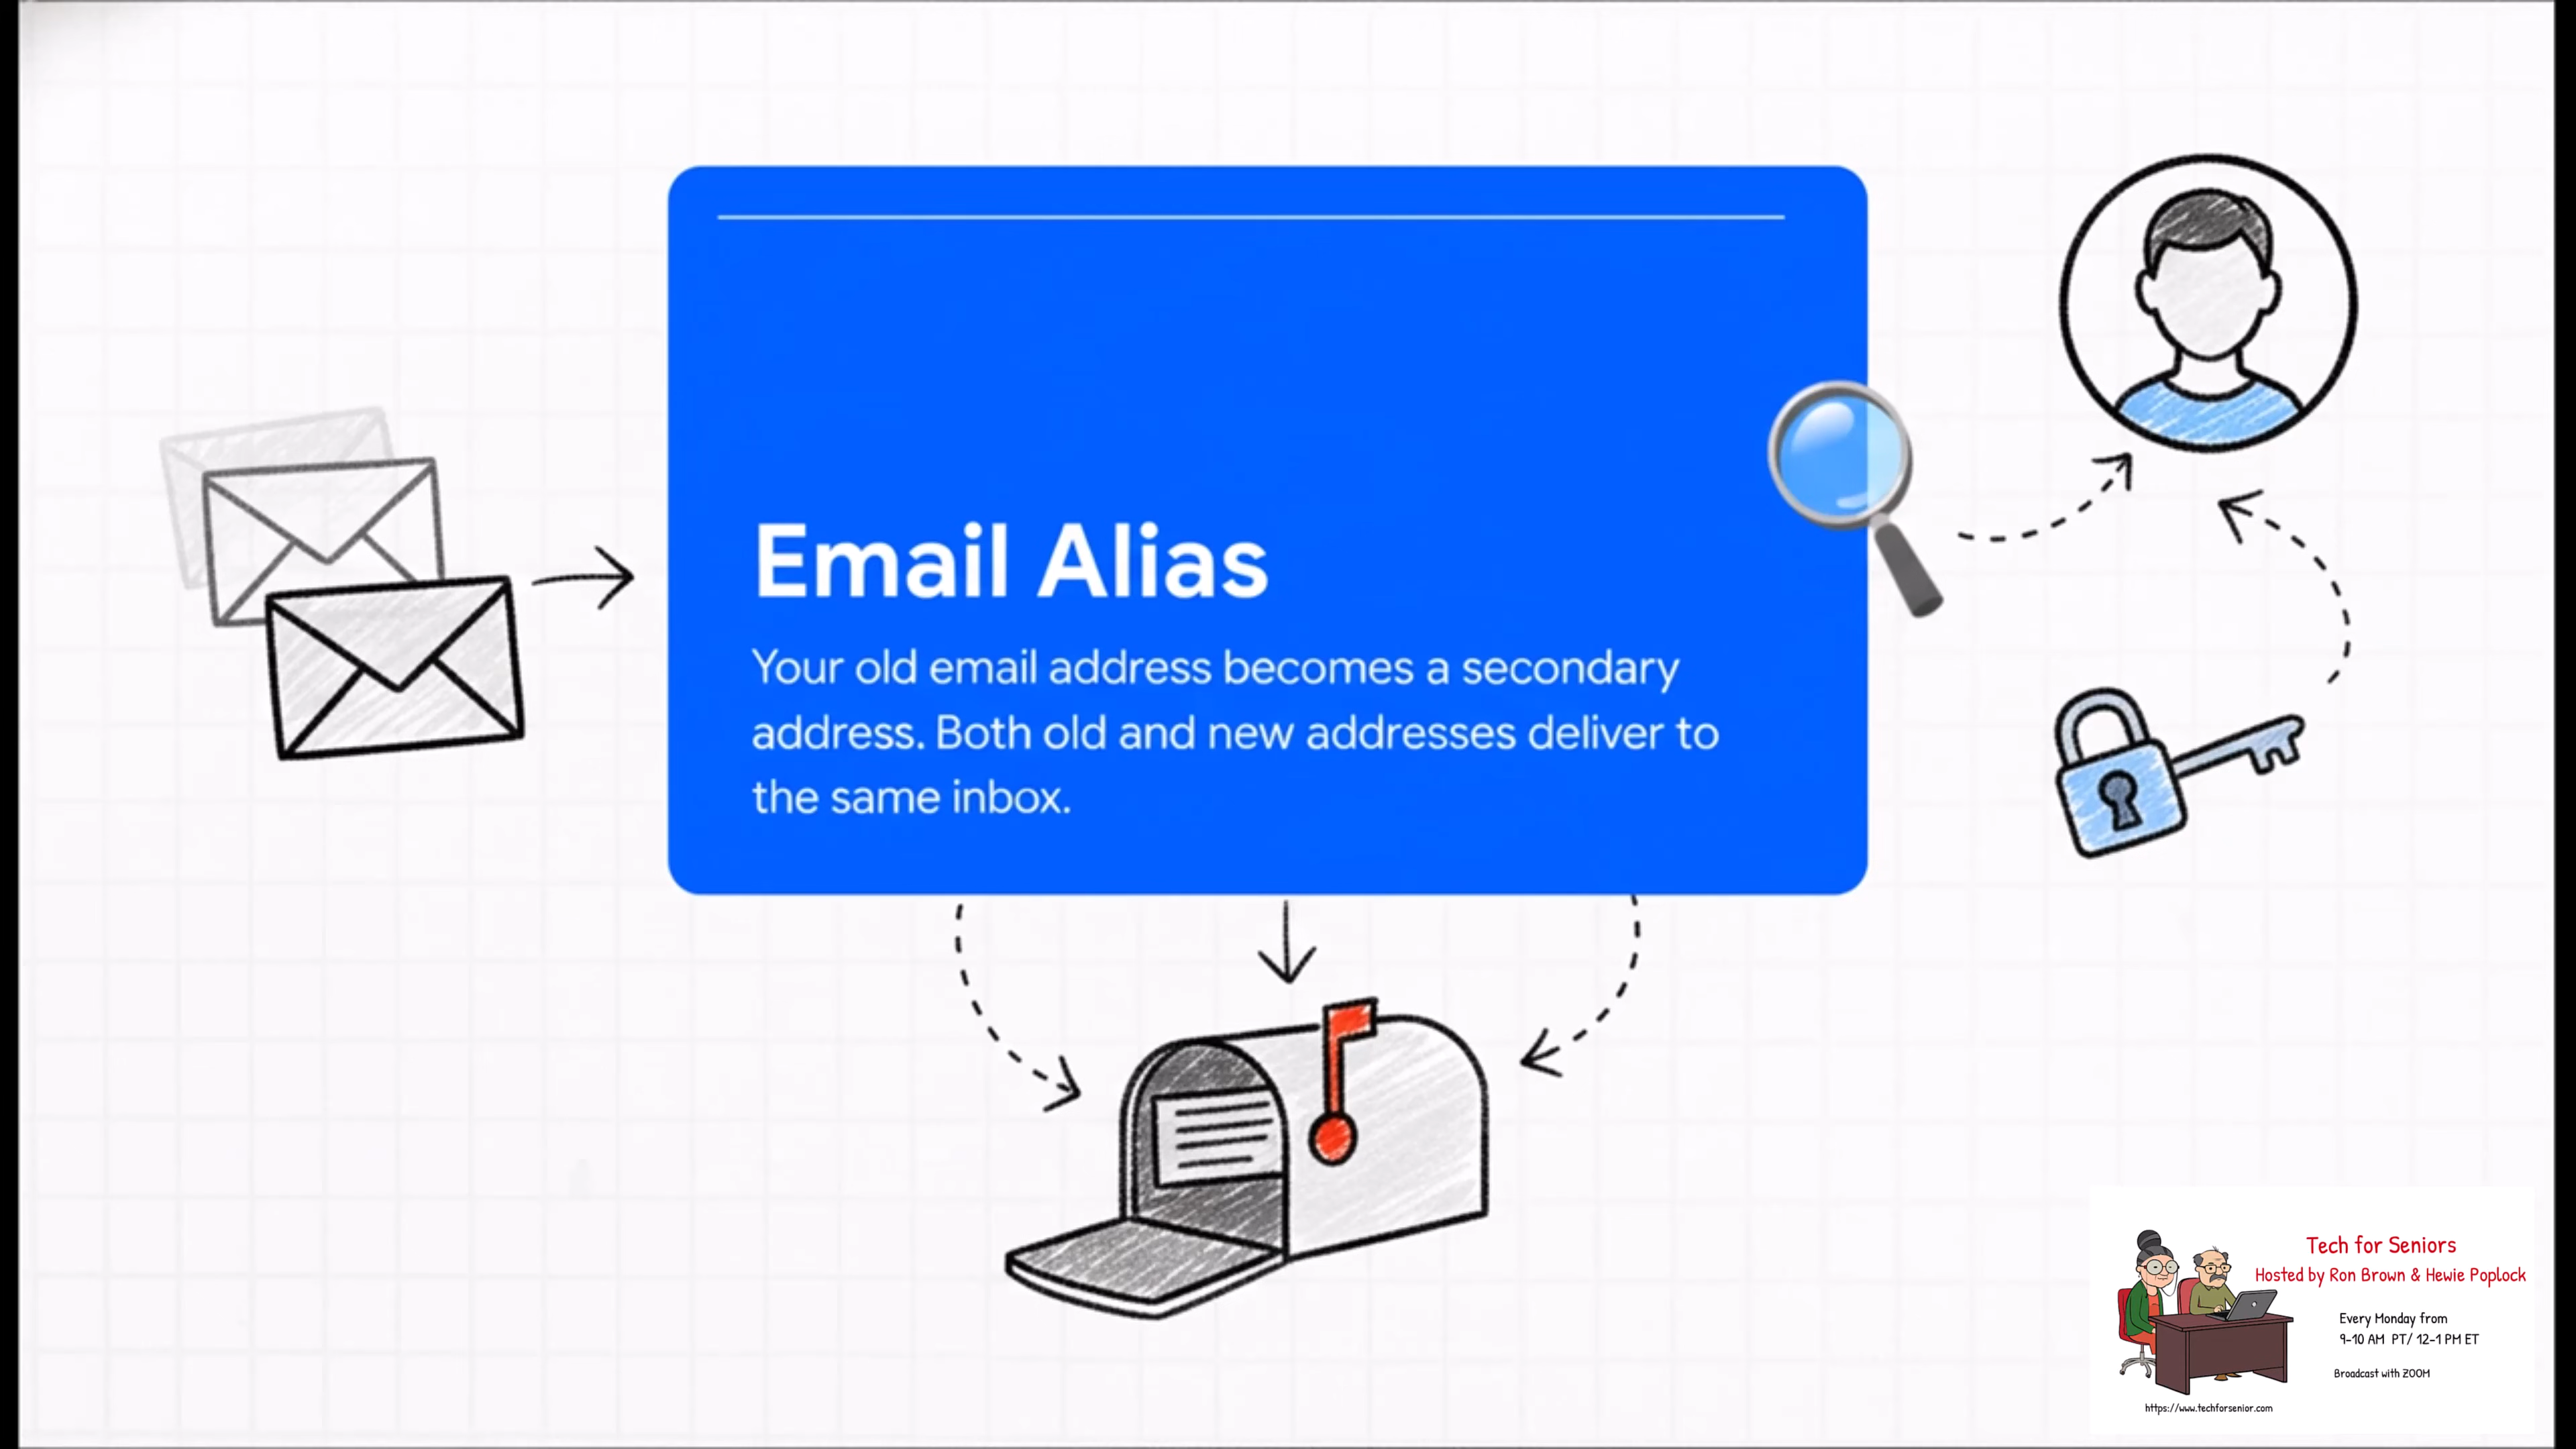 Email Alias
Your old email address becomes a secondary
address. Both old and new addresses deliver to
the same inbox.
Tech for Seniors
Hosted by Ron Brown & Hewie Poplock
Every Monday from
9-10 AM PT/ 12-1 PM ET
Broadcast with ZOOM
https://www.techforsenior.com